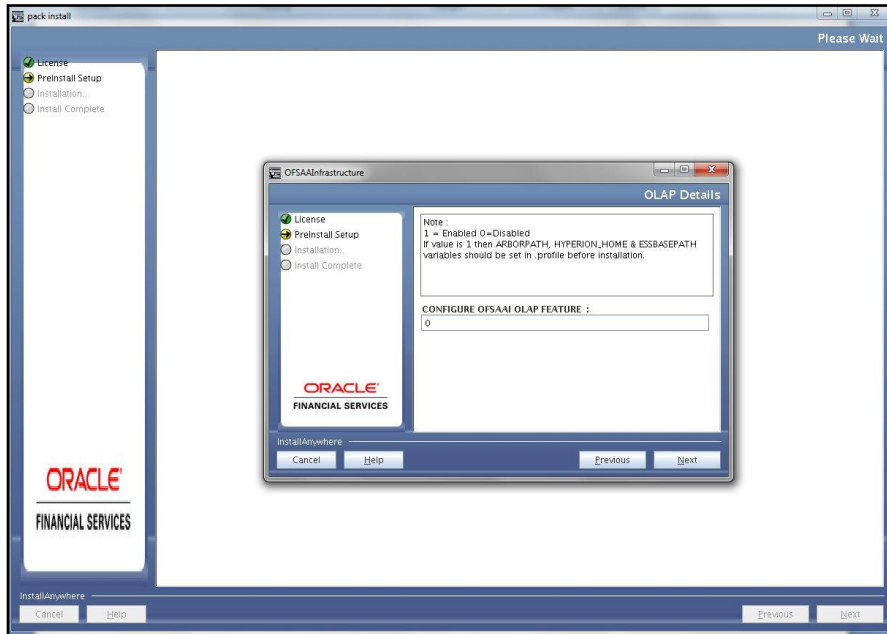 pack install
Please Wait
License
PreInstall Setup
Installation...
Install Complete
OFSAAInfrastructure
OLAP Details
License
PreInstall Setup
Installation...
Install Complete
Note :
1 = Enabled 0=Disabled
If value is 1 then ARBORPATH, HYPERION_HOME & ESSBASEPATH
variables should be set in .profile before installation.
CONFIGURE OFSAAI OLAP FEATURE :
0
ORACLE
FINANCIAL SERVICES
InstallAnywhere
Cancel
Help
Previous
Next
ORACLE
FINANCIAL SERVICES
InstallAnywhere
Cancel
Help
Previous
Next